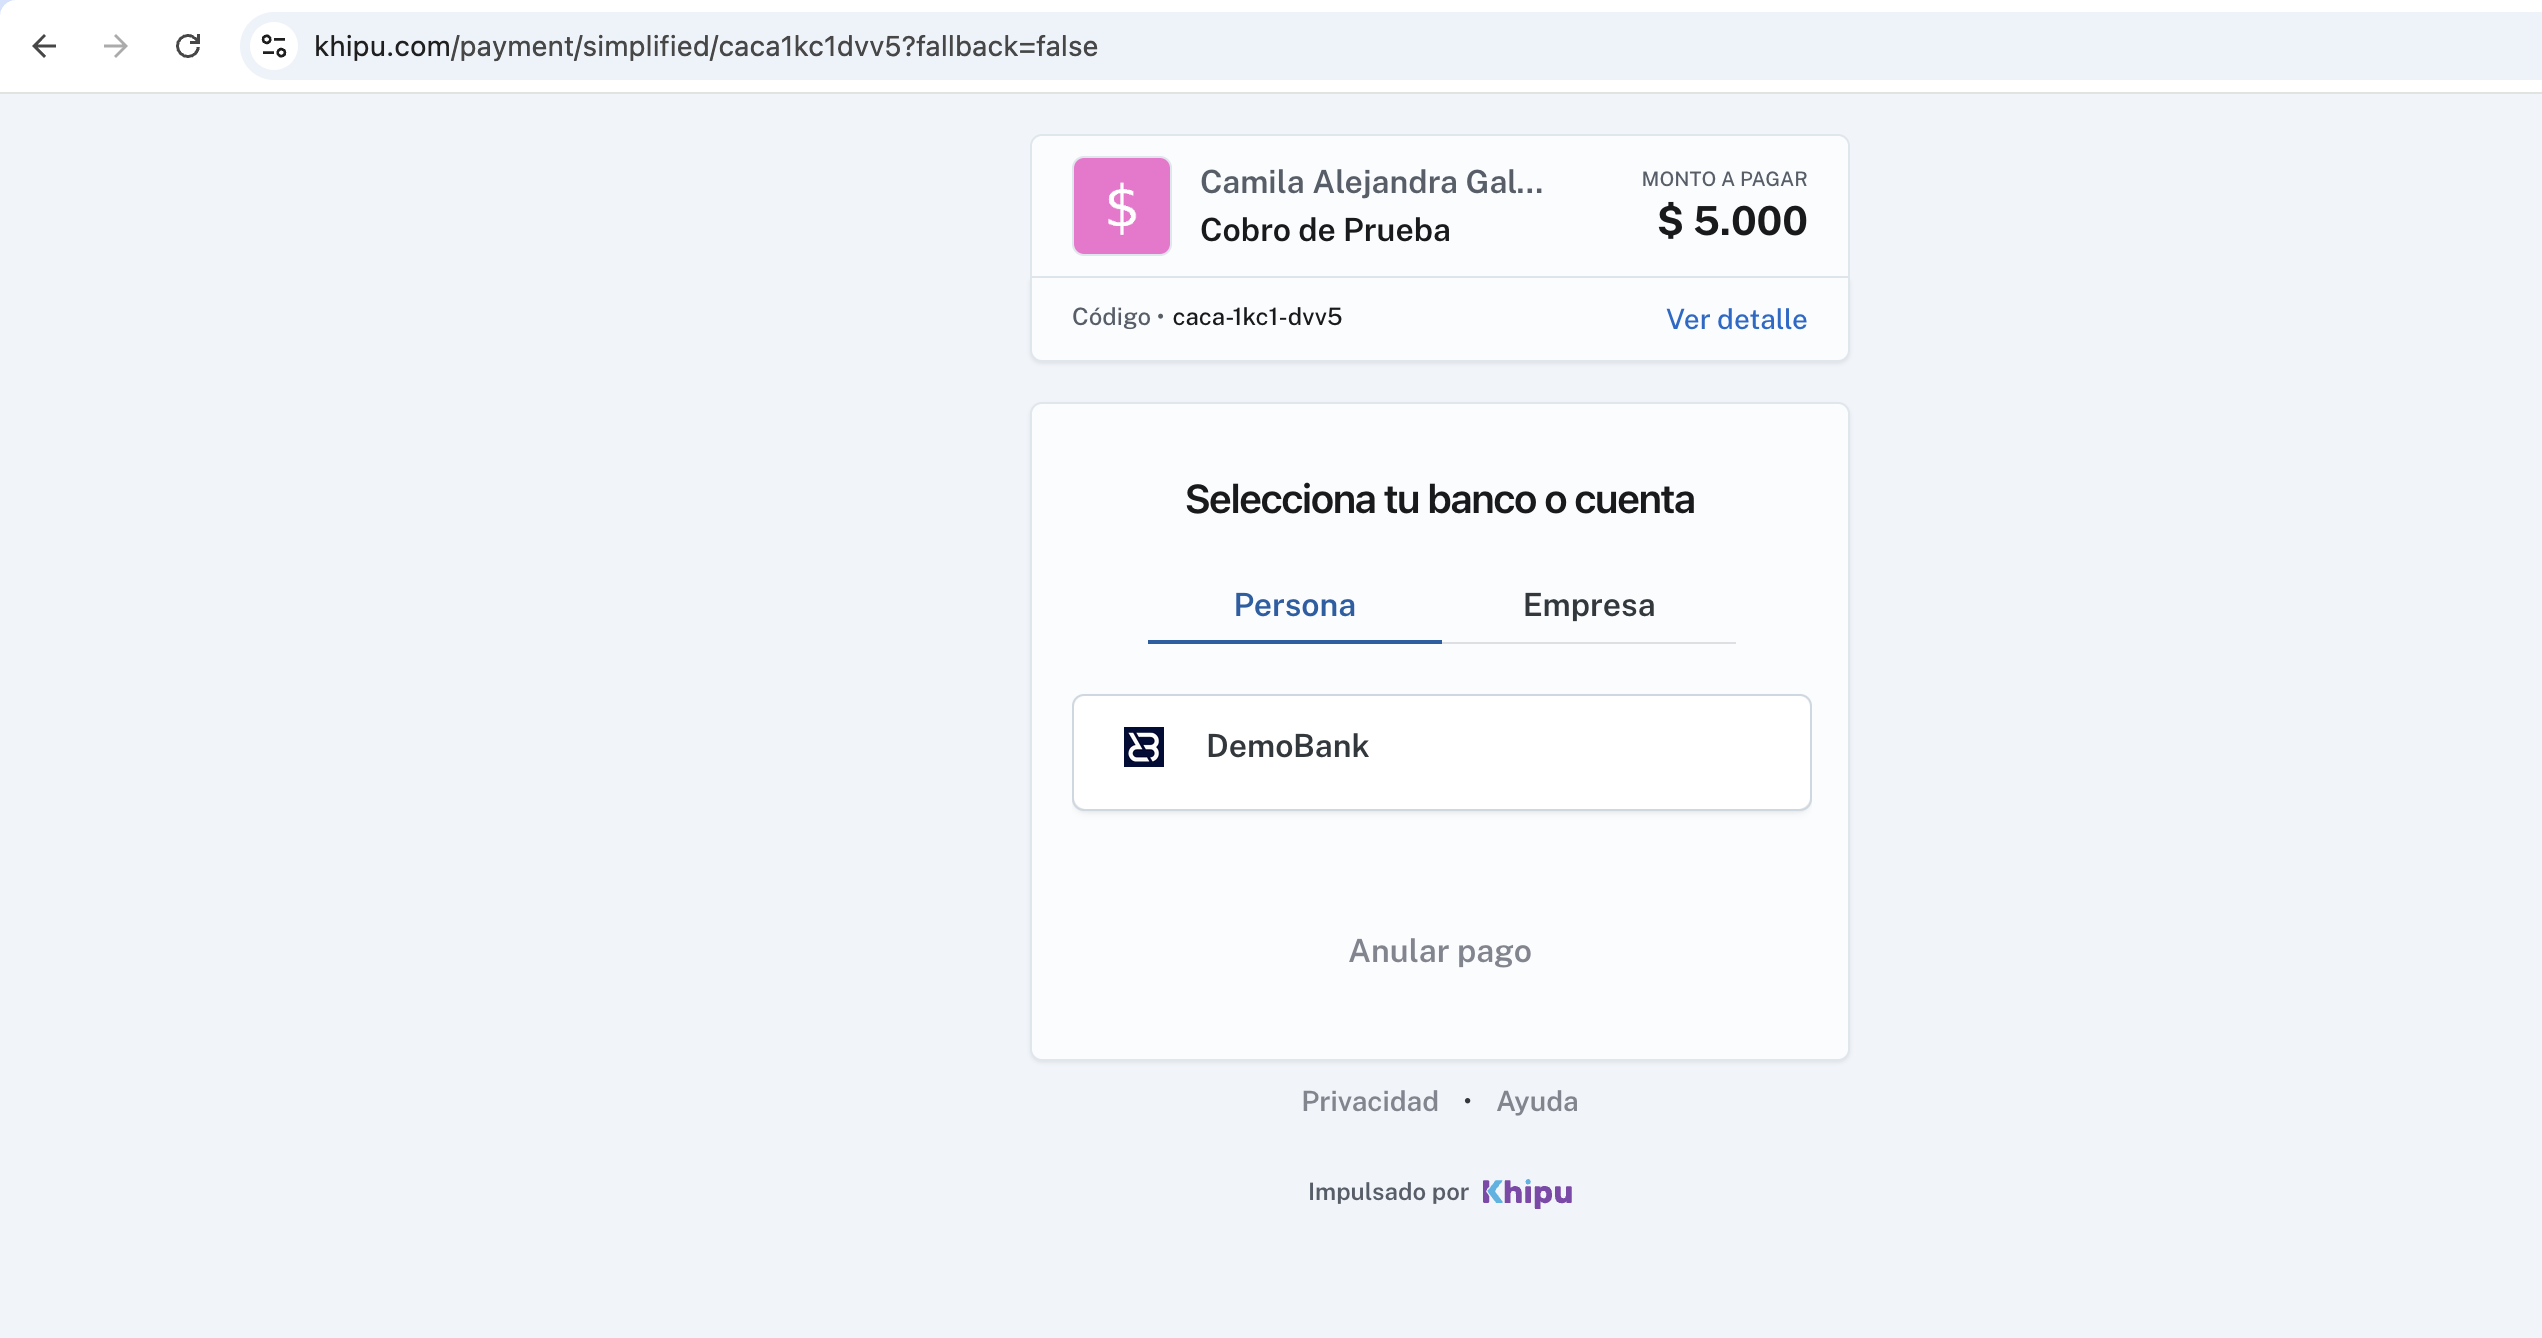 khipu.com/payment/simplified/caca1kc1dvv5?fallback=false
$
Camila Alejandra Gal...
Cobro de Prueba
MONTO A PAGAR
$ 5.000
Código • caca-1kc1-dvv5
Ver detalle
Selecciona tu banco o cuenta
Persona
Empresa
DemoBank
Anular pago
Privacidad • Ayuda
Impulsado por Khipu